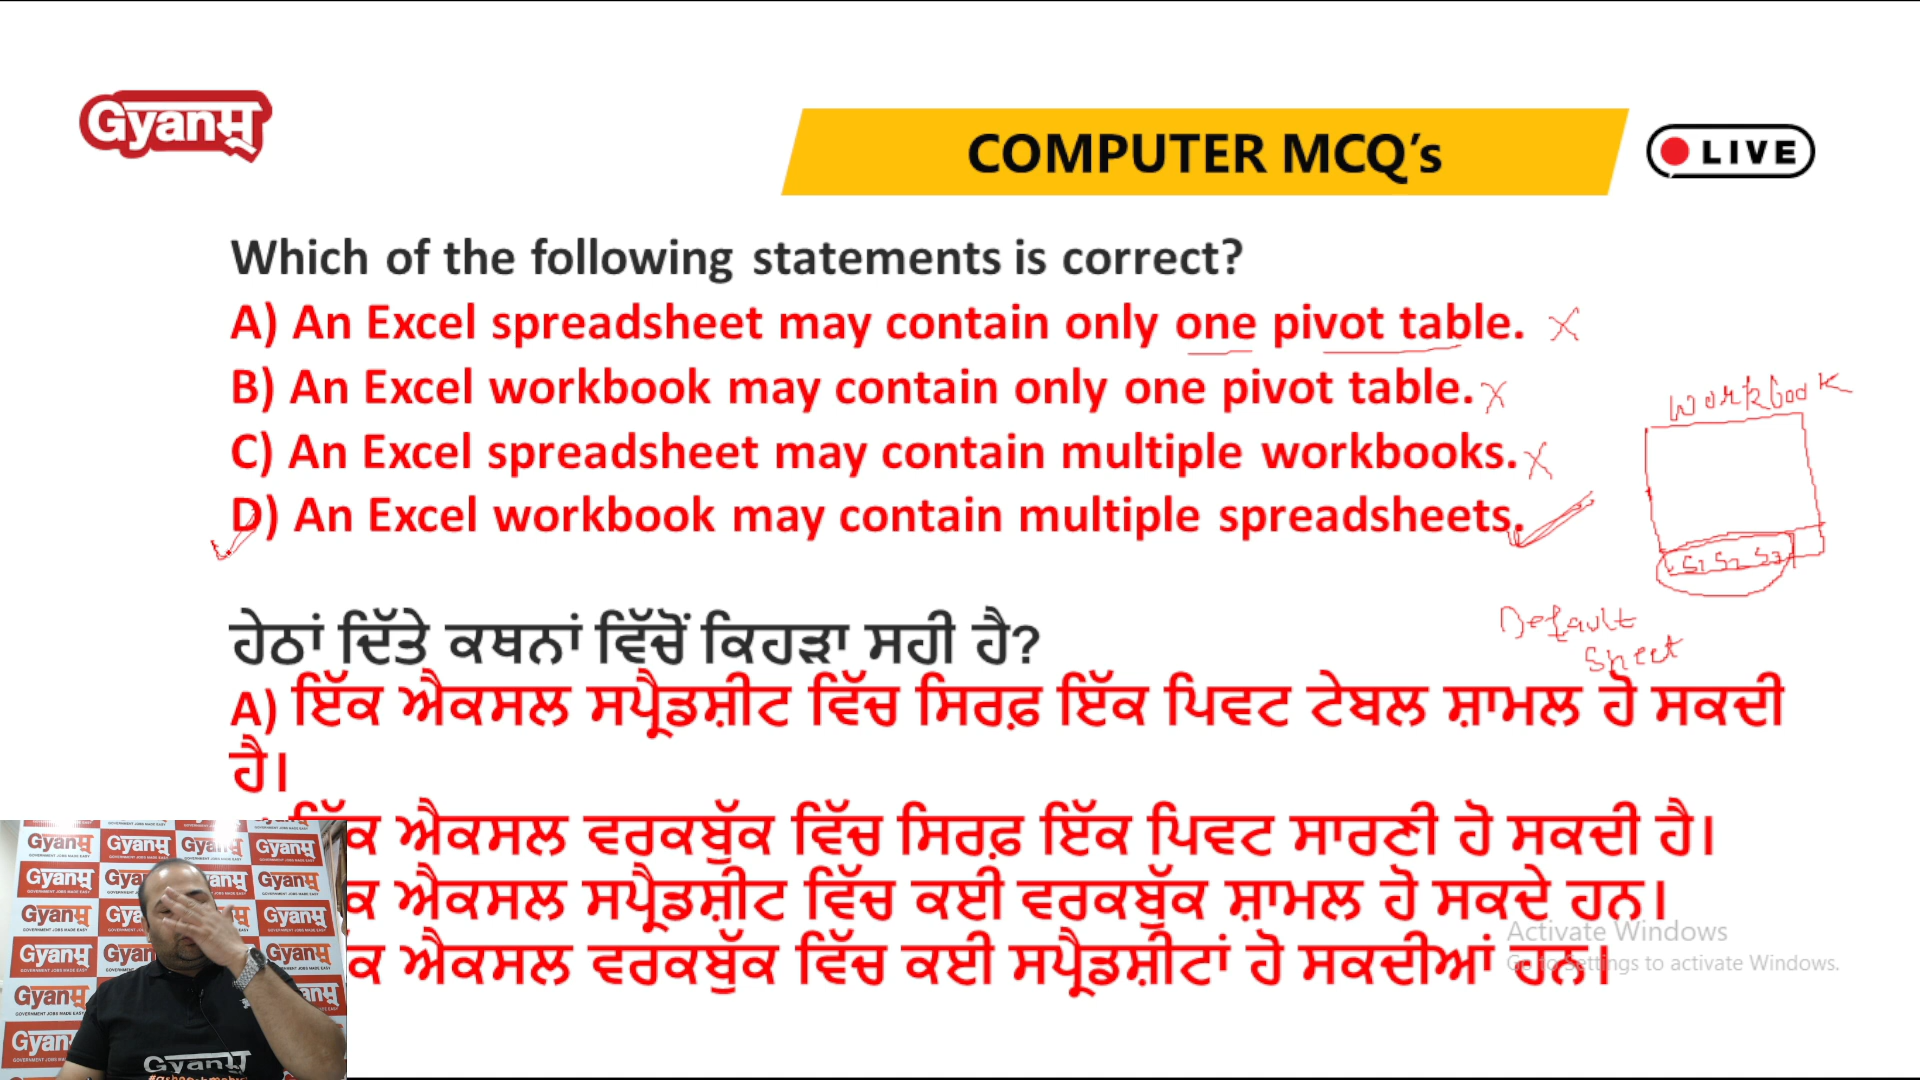 Gyanਮ
COMPUTER MCQ's
LIVE
Which of the following statements is correct?
A) An Excel spreadsheet may contain only one pivot table. X
B) An Excel workbook may contain only one pivot table. X
C) An Excel spreadsheet may contain multiple workbooks. X
D) An Excel workbook may contain multiple spreadsheets.
workbook
S1 S2 S3
Default
Sheet
ਹੇਠਾਂ ਦਿੱਤੇ ਕਥਨਾਂ ਵਿੱਚੋਂ ਕਿਹੜਾ ਸਹੀ ਹੈ?
A) ਇੱਕ ਐਕਸਲ ਸਪ੍ਰੈਡਸ਼ੀਟ ਵਿੱਚ ਸਿਰਫ਼ ਇੱਕ ਪਿਵਟ ਟੇਬਲ ਸ਼ਾਮਲ ਹੋ ਸਕਦੀ
ਹੈ।
ਐਕਸਲ ਵਰਕਬੁੱਕ ਵਿੱਚ ਸਿਰਫ਼ ਇੱਕ ਪਿਵਟ ਸਾਰਣੀ ਹੋ ਸਕਦੀ ਹੈ।
ਐਕਸਲ ਸਪ੍ਰੈਡਸ਼ੀਟ ਵਿੱਚ ਕਈ ਵਰਕਬੁੱਕ ਸ਼ਾਮਲ ਹੋ ਸਕਦੇ ਹਨ।
ਐਕਸਲ ਵਰਕਬੁੱਕ ਵਿੱਚ ਕਈ ਸਪ੍ਰੈਡਸ਼ੀਟਾਂ ਹੋ ਸਕਦੀਆਂ ਹਨ।
Activate Windows
Go to Settings to activate Windows.